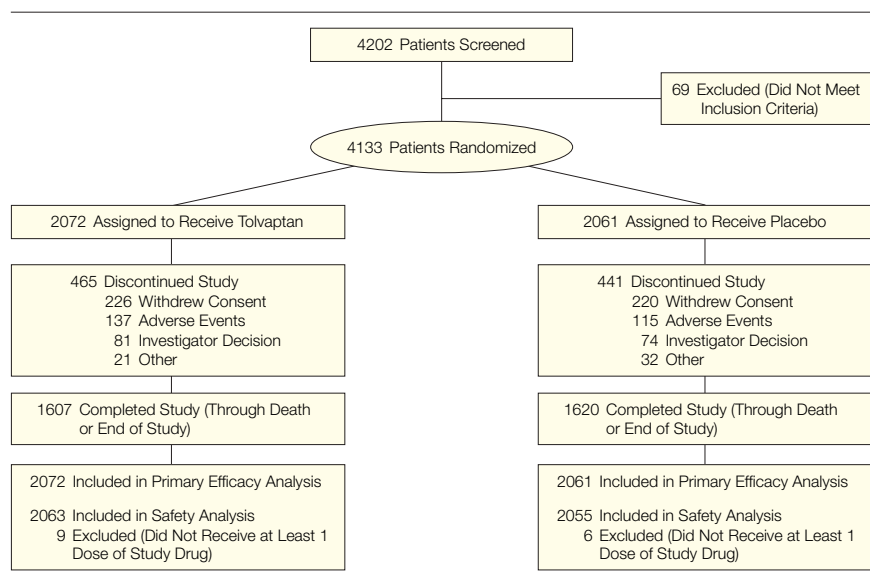 4202 Patients Screened
69 Excluded (Did Not Meet
Inclusion Criteria)
4133 Patients Randomized
2072 Assigned to Receive Tolvaptan
465 Discontinued Study
226 Withdrew Consent
137 Adverse Events
81 Investigator Decision
21 Other
1607 Completed Study (Through Death
or End of Study)
2072 Included in Primary Efficacy Analysis
2063 Included in Safety Analysis
9 Excluded (Did Not Receive at Least 1
Dose of Study Drug)
2061 Assigned to Receive Placebo
441 Discontinued Study
220 Withdrew Consent
115 Adverse Events
74 Investigator Decision
32 Other
1620 Completed Study (Through Death
or End of Study)
2061 Included in Primary Efficacy Analysis
2055 Included in Safety Analysis
6 Excluded (Did Not Receive at Least 1
Dose of Study Drug)